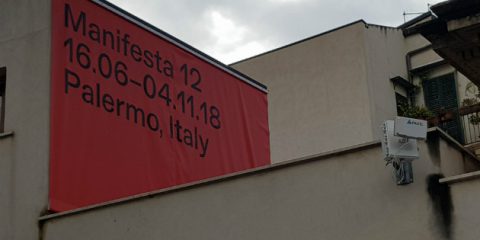 Manifesta 12
16.06–04.11.18
Palermo, Italy